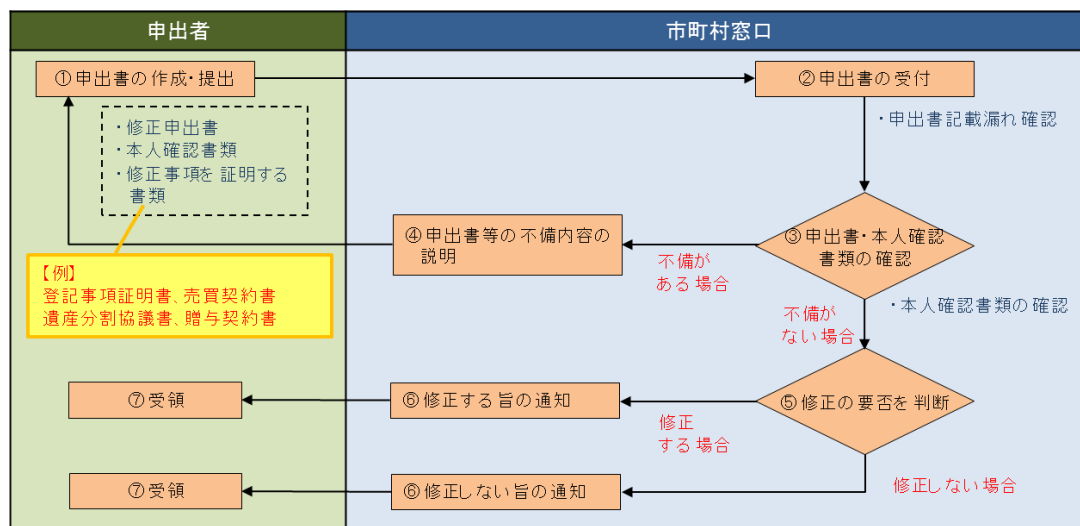 申出者
市町村窓口
①申出書の作成・提出
②申出書の受付
・修正申出書
・本人確認書類
・修正事項を証明する
書類
・申出書記載漏れ確認
③申出書・本人確認
書類の確認
④申出書等の不備内容の
説明
不備が
ある場合
【例】
登記事項証明書、売買契約書
遺産分割協議書、贈与契約書
・本人確認書類の確認
不備が
ない場合
⑤修正の要否を判断
⑥修正する旨の通知
⑦受領
修正
する場合
⑦受領
⑥修正しない旨の通知
修正しない場合